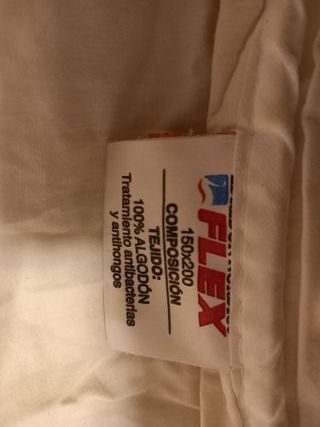 FLEX
150x200
COMPOSICIÓN
TEJIDO:
100% ALGODÓN
Tratamiento antibacterias
y antihongos